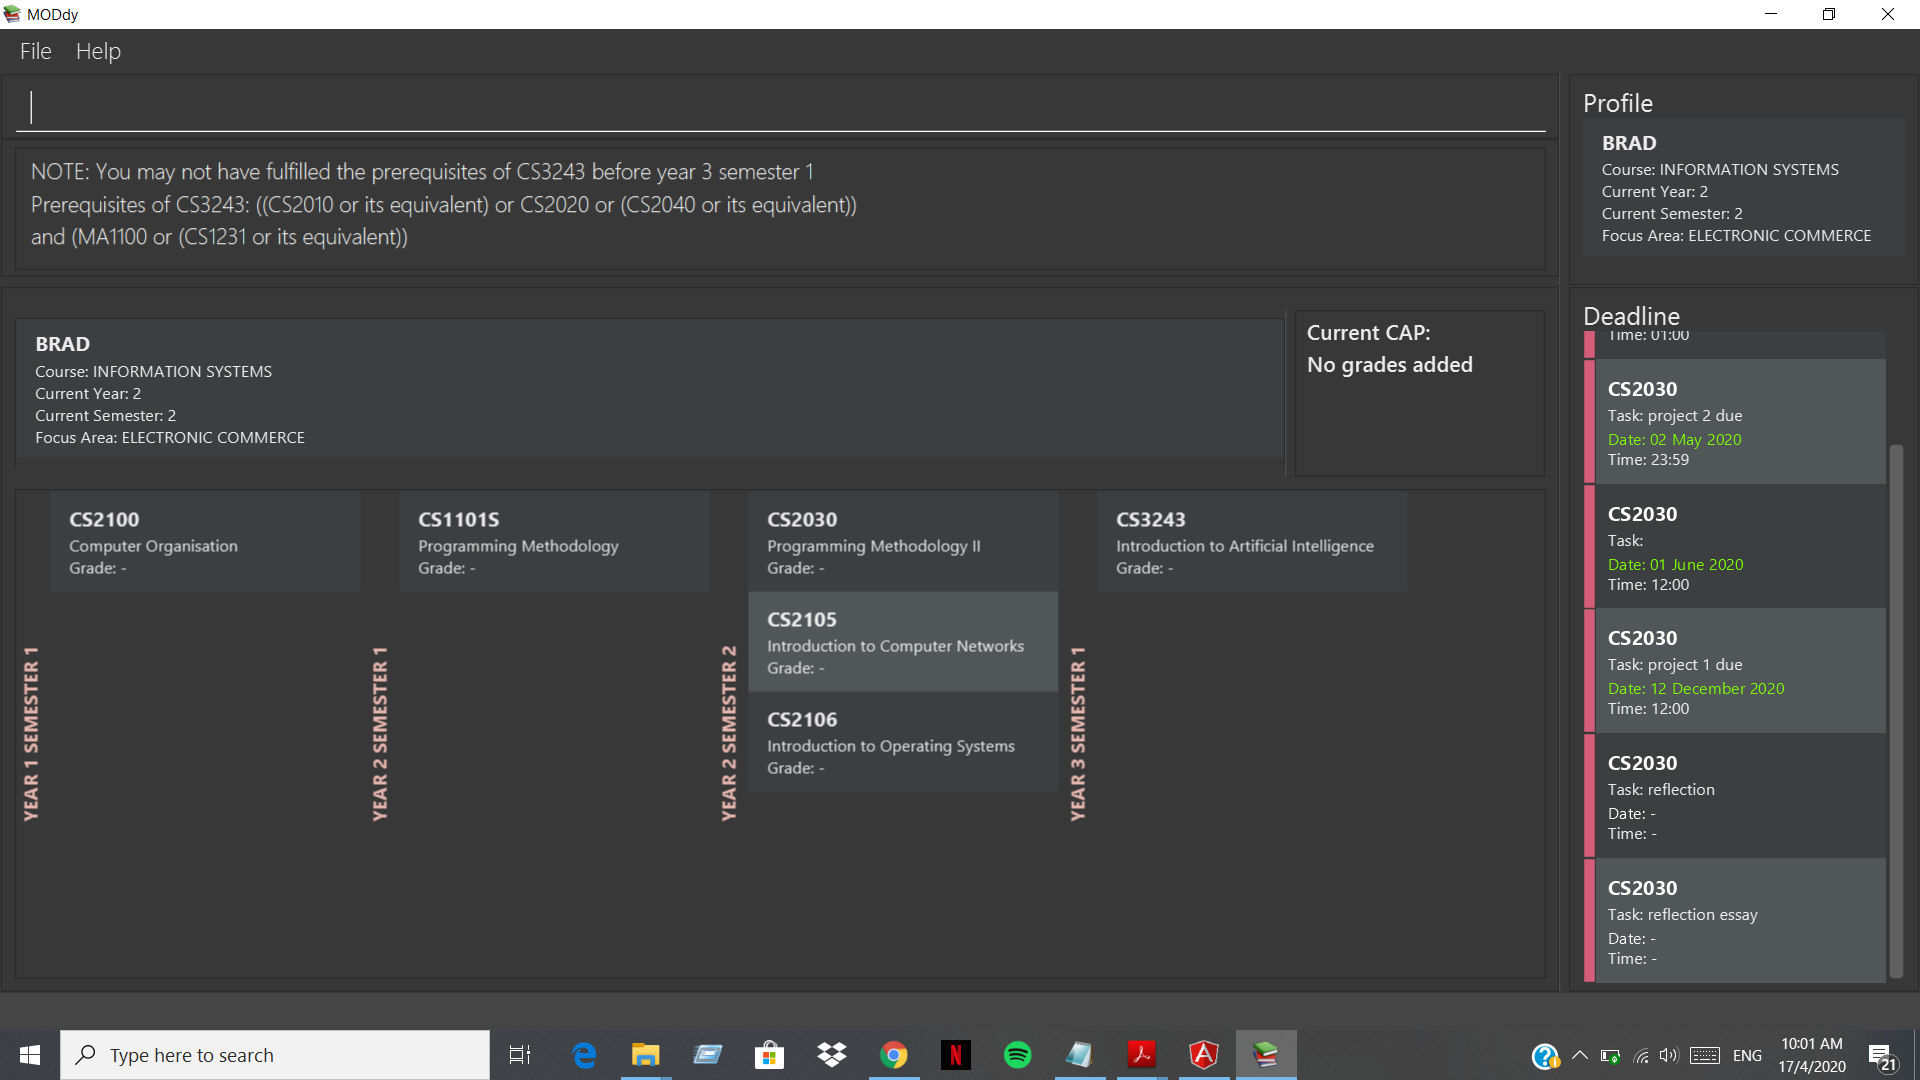 MODdy
File Help
NOTE: You may not have fulfilled the prerequisites of CS3243 before year 3 semester 1
Prerequisites of CS3243: ((CS2010 or its equivalent) or CS2020 or (CS2040 or its equivalent))
and (MA1100 or (CS1231 or its equivalent))
BRAD
Course: INFORMATION SYSTEMS
Current Year: 2
Current Semester: 2
Focus Area: ELECTRONIC COMMERCE
Current CAP:
No grades added
YEAR 1 SEMESTER 1
CS2100
Computer Organisation
Grade: -
YEAR 2 SEMESTER 1
CS1101S
Programming Methodology
Grade: -
YEAR 2 SEMESTER 2
CS2030
Programming Methodology II
Grade: -
CS2105
Introduction to Computer Networks
Grade: -
CS2106
Introduction to Operating Systems
Grade: -
YEAR 3 SEMESTER 1
CS3243
Introduction to Artificial Intelligence
Grade: -
Profile
BRAD
Course: INFORMATION SYSTEMS
Current Year: 2
Current Semester: 2
Focus Area: ELECTRONIC COMMERCE
Deadline
Time: 01:00
CS2030
Task: project 2 due
Date: 02 May 2020
Time: 23:59
CS2030
Task:
Date: 01 June 2020
Time: 12:00
CS2030
Task: project 1 due
Date: 12 December 2020
Time: 12:00
CS2030
Task: reflection
Date: -
Time: -
CS2030
Task: reflection essay
Date: -
Time: -
Type here to search
ENG
10:01 AM
17/4/2020
21